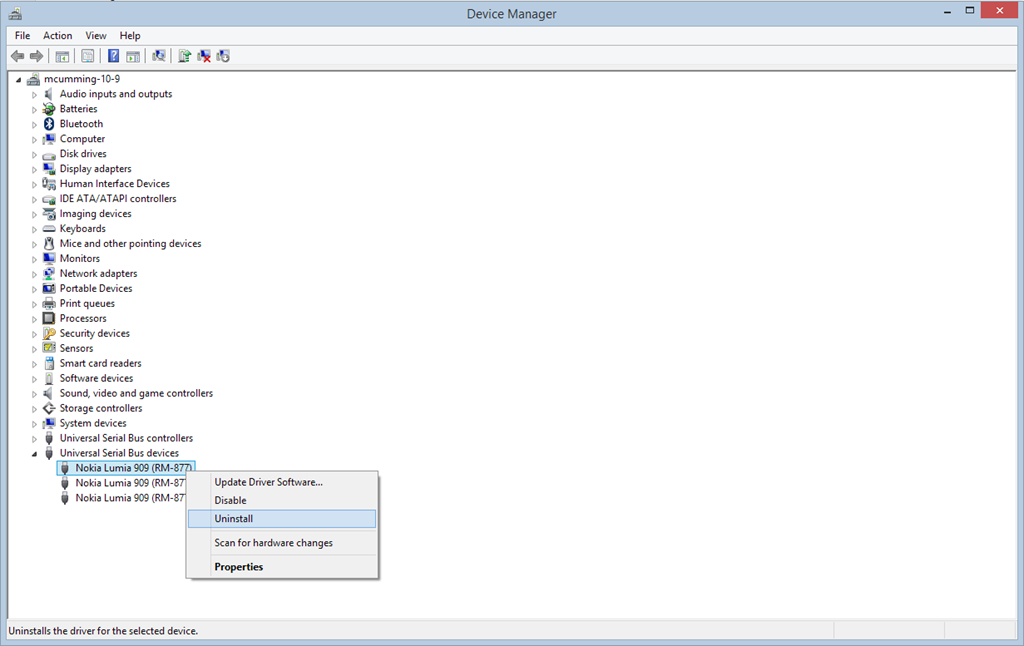 Device Manager
File Action View Help
mcumming-10-9
Audio inputs and outputs
Batteries
Bluetooth
Computer
Disk drives
Display adapters
Human Interface Devices
IDE ATA/ATAPI controllers
Imaging devices
Keyboards
Mice and other pointing devices
Monitors
Network adapters
Portable Devices
Print queues
Processors
Security devices
Sensors
Smart card readers
Software devices
Sound, video and game controllers
Storage controllers
System devices
Universal Serial Bus controllers
Universal Serial Bus devices
Nokia Lumia 909 (RM-877)
Nokia Lumia 909 (RM-87
Nokia Lumia 909 (RM-87
Update Driver Software...
Disable
Uninstall
Scan for hardware changes
Properties
Uninstalls the driver for the selected device.